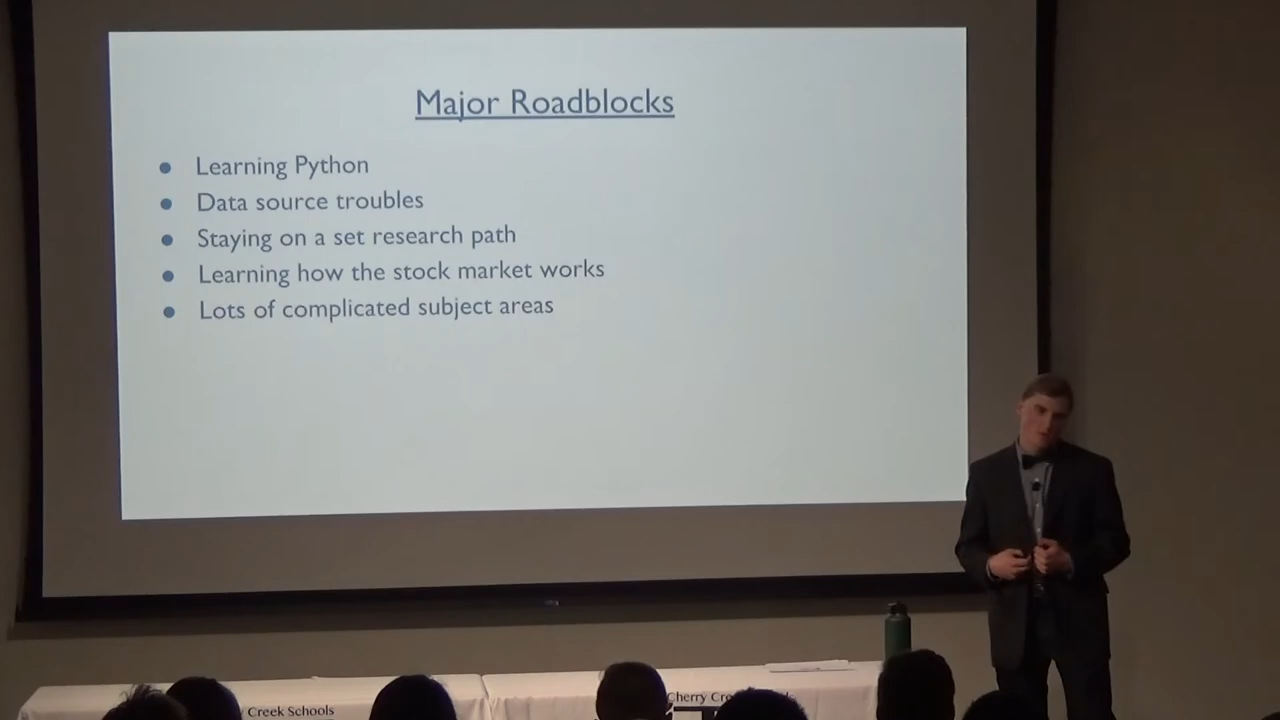 Major Roadblocks
● Learning Python
● Data source troubles
● Staying on a set research path
● Learning how the stock market works
● Lots of complicated subject areas
Creek Schools
Cherry